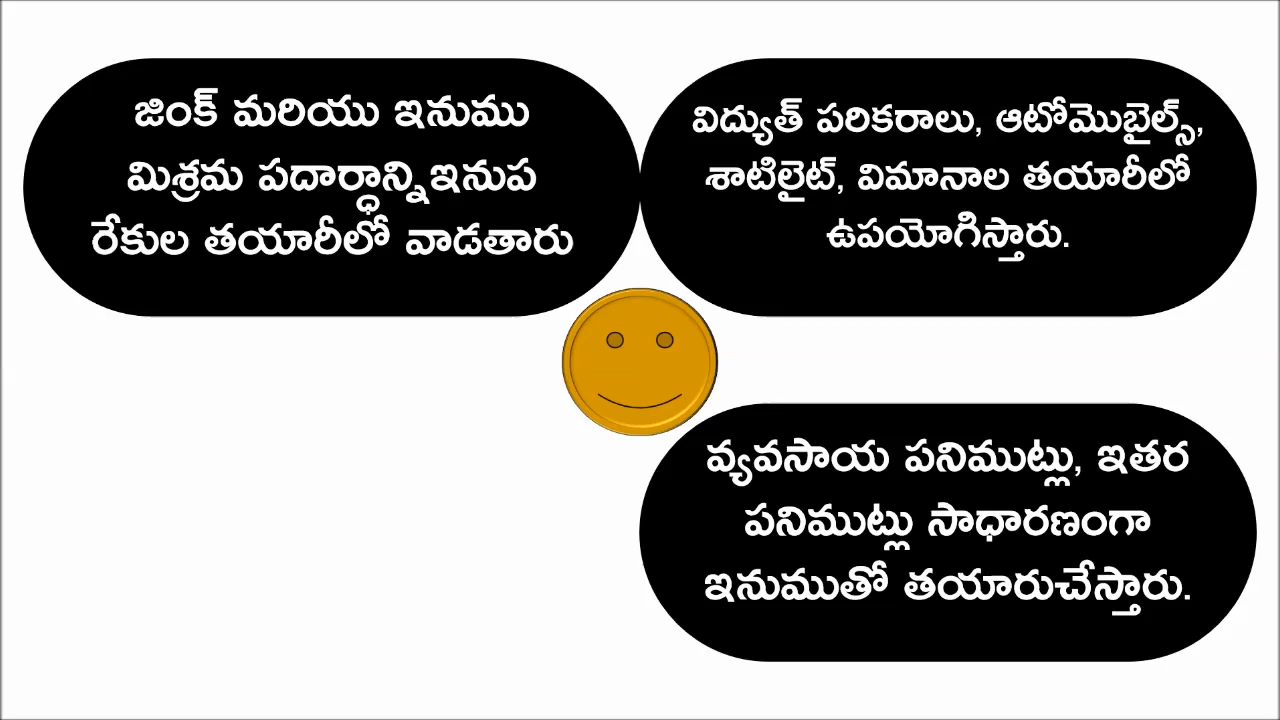 జింక్ మరియు ఇనుము
మిశ్రమ పదార్ధాన్నిఇనుప
రేకుల తయారీలో వాడతారు
విద్యుత్ పరికరాలు, ఆటోమొబైల్స్,
శాటిలైట్, విమానాల తయారీలో
ఉపయోగిస్తారు.
వ్యవసాయ పనిముట్లు, ఇతర
పనిముట్లు సాధారణంగా
ఇనుముతో తయారుచేస్తారు.